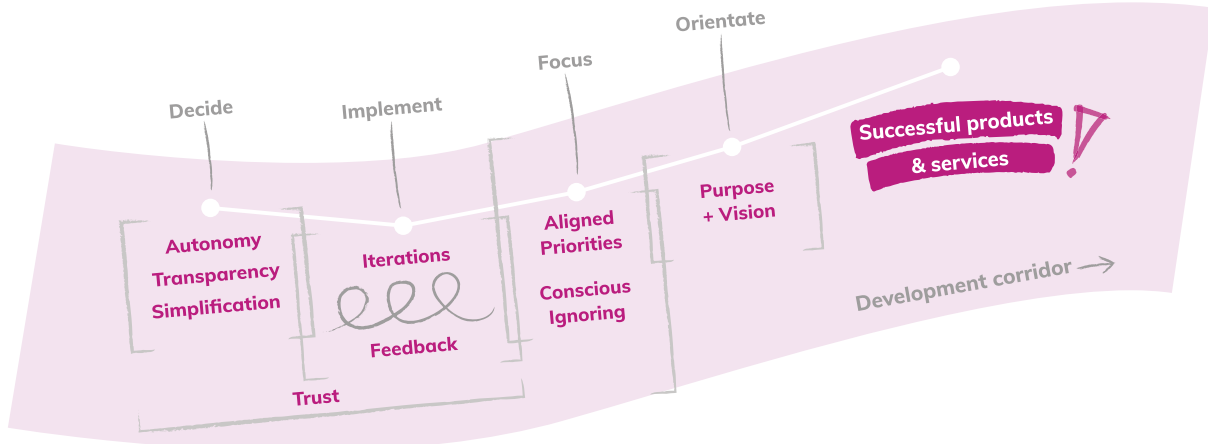 Decide
Implement
Focus
Orientate
Autonomy
Transparency
Simplification
Iterations
Feedback
Trust
Aligned
Priorities
Conscious
Ignoring
Purpose
+ Vision
Successful products
& services
Development corridor